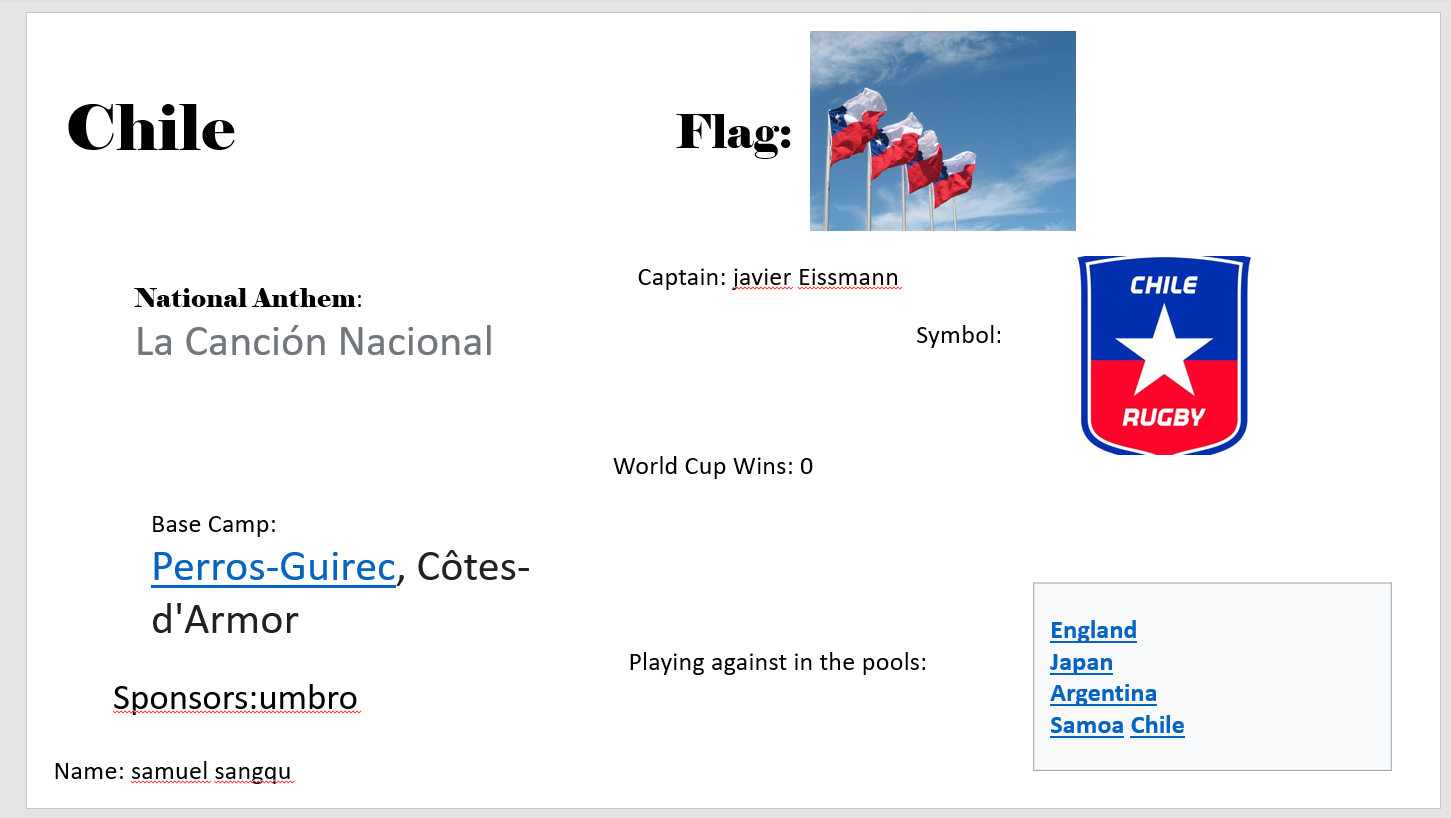 Chile
Flag:
National Anthem:
La Canción Nacional
Captain: javier Eissmann
Symbol:
CHILE
RUGBY
World Cup Wins: 0
Base Camp:
Perros-Guirec, Côtes-
d'Armor
Sponsors:umbro
Name: samuel sangqu
Playing against in the pools:
England
Japan
Argentina
Samoa Chile